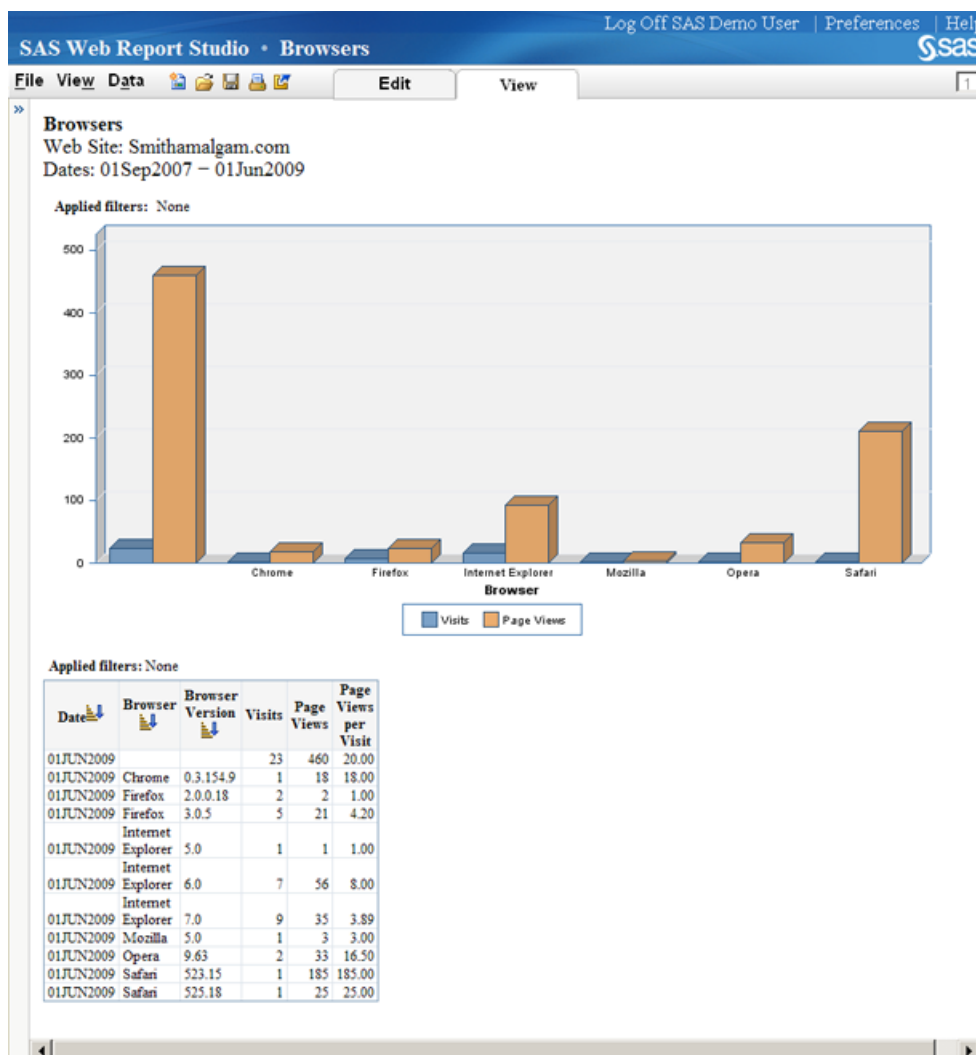 Log Off SAS Demo User | Preferences | Help
SAS Web Report Studio • Browsers
sas
File View Data Edit View 1
»
Browsers
Web Site: Smithamalgam.com
Dates: 01Sep2007 – 01Jun2009
Applied filters: None
500
400
300
200
100
0
Chrome Firefox Internet Explorer Mozilla Opera Safari
Browser
Visits Page Views
Applied filters: None
Date Browser Browser Version Visits Page Views Page Views per Visit
01JUN2009 23 460 20.00
01JUN2009 Chrome 0.3.154.9 1 18 18.00
01JUN2009 Firefox 2.0.0.18 2 2 1.00
01JUN2009 Firefox 3.0.5 5 21 4.20
01JUN2009 Internet Explorer 5.0 1 1 1.00
01JUN2009 Internet Explorer 6.0 7 56 8.00
01JUN2009 Internet Explorer 7.0 9 35 3.89
01JUN2009 Mozilla 5.0 1 3 3.00
01JUN2009 Opera 9.63 2 33 16.50
01JUN2009 Safari 523.15 1 185 185.00
01JUN2009 Safari 525.18 1 25 25.00